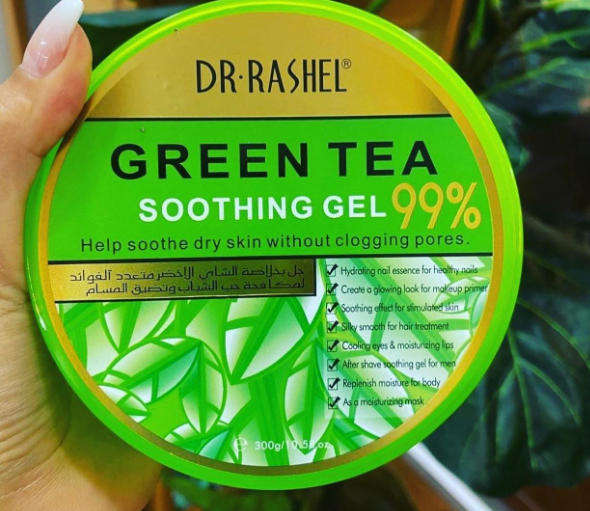 DR·RASHEL®
GREEN TEA
SOOTHING GEL 99%
Help soothe dry skin without clogging pores.
جل بخلاصة الشاي الاخضر متعدد الفوائد
لمكافحة حب الشباب وتضيق المسام
Hydrating nail essence for healthy nails
Create a glowing look for makeup primer
Soothing effect for stimulated skin
Silky smooth for hair treatment
Cooling eyes & moisturizing lips
After shave soothing gel for men
Replenish moisture for body
As a moisturizing mask
300g/10.58 oz